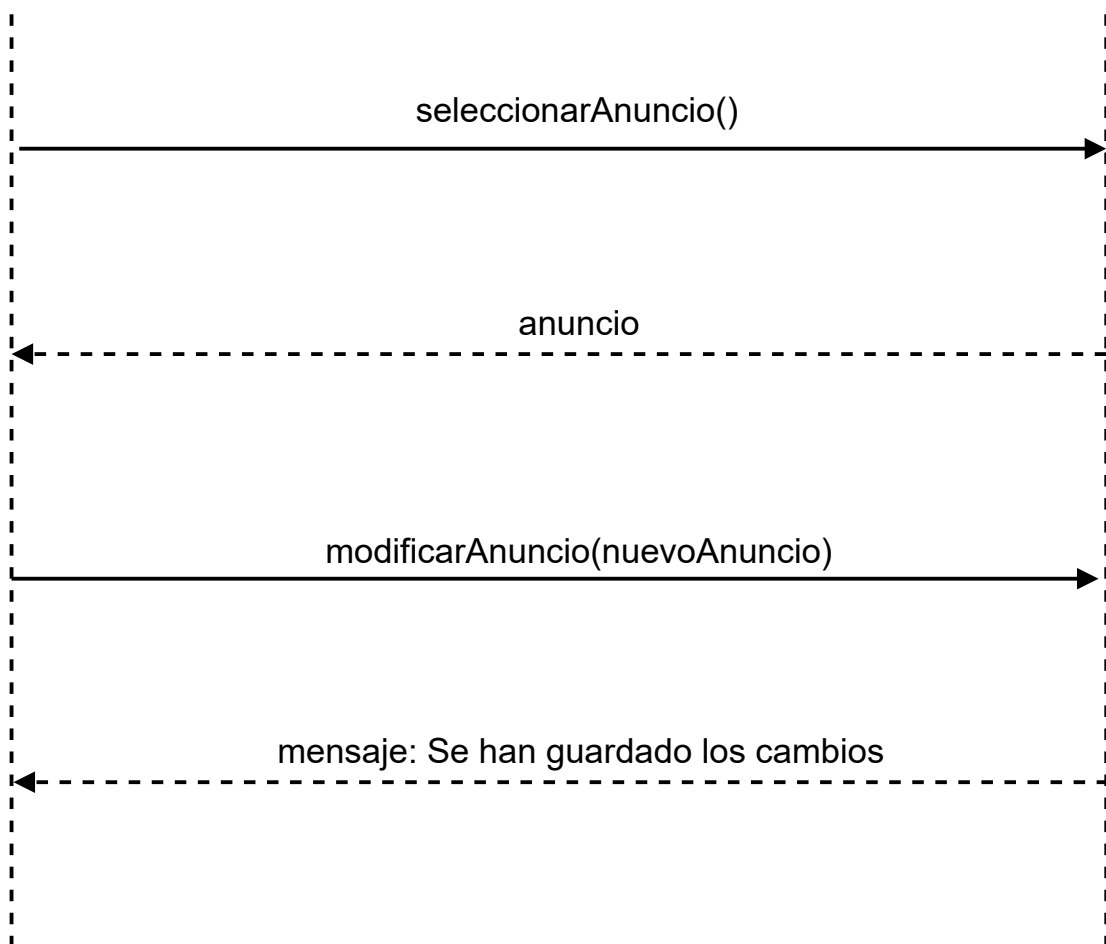 seleccionarAnuncio()
anuncio
modificarAnuncio(nuevoAnuncio)
mensaje: Se han guardado los cambios